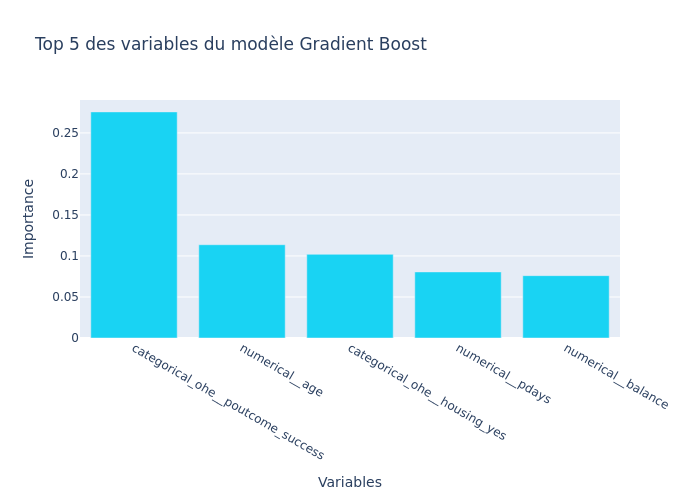 Top 5 des variables du modèle Gradient Boost
Importance
0.25
0.2
0.15
0.1
0.05
0
categorical_ohe__poutcome_success
numerical__age
categorical_ohe__housing_yes
numerical__pdays
numerical__balance
Variables